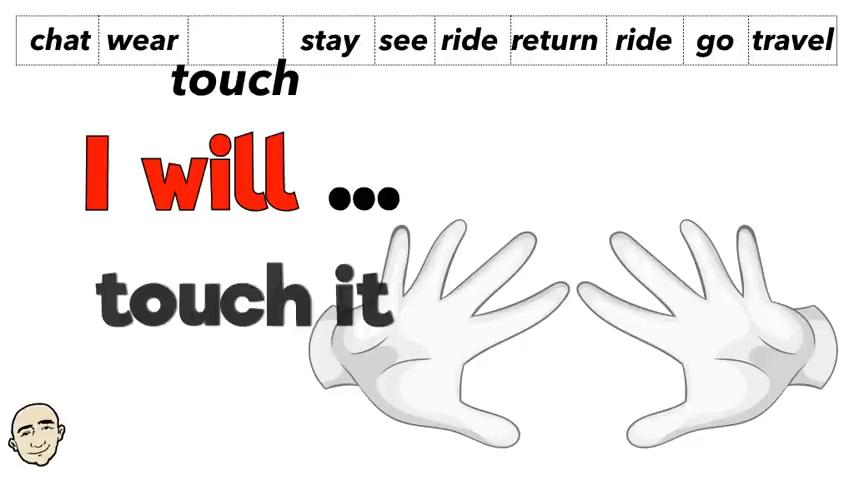 chat wear stay see ride return ride go travel
touch
I will ...
touch it